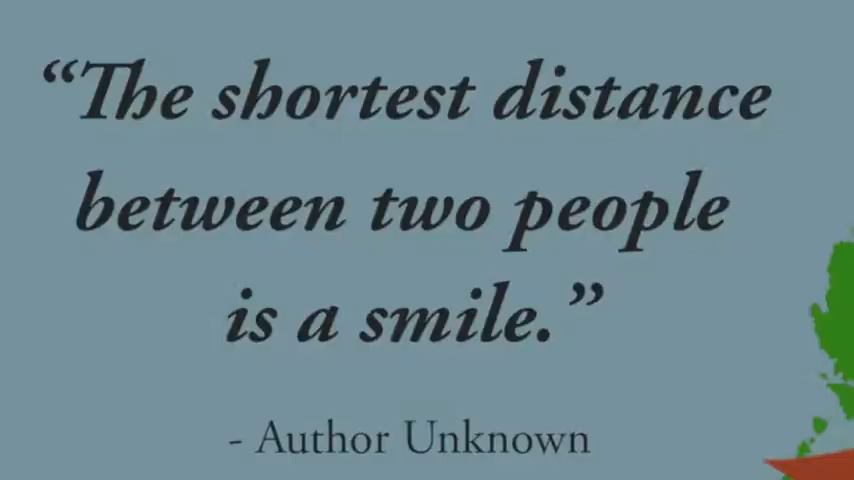 “The shortest distance
between two people
is a smile.”
- Author Unknown